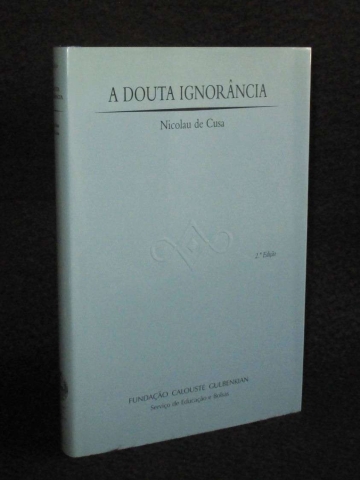 A DOUTA IGNORÂNCIA
Nicolau de Cusa
2.ª Edição
FUNDAÇÃO CALOUSTE GULBENKIAN
Serviço de Educação e Bolsas